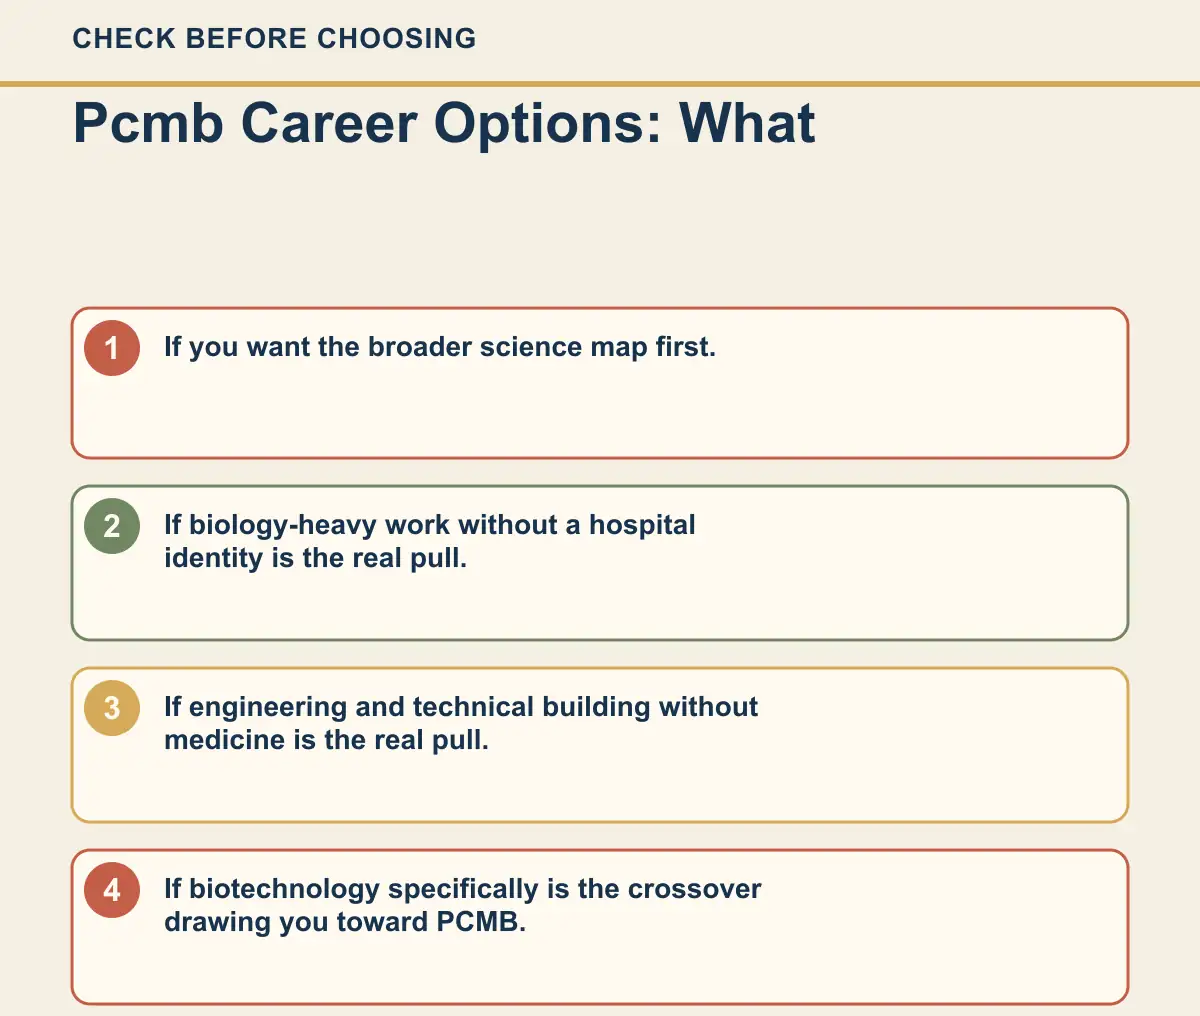 CHECK BEFORE CHOOSING
Pcmb Career Options: What
1
If you want the broader science map first.
2
If biology-heavy work without a hospital
identity is the real pull.
3
If engineering and technical building without
medicine is the real pull.
4
If biotechnology specifically is the crossover
drawing you toward PCMB.